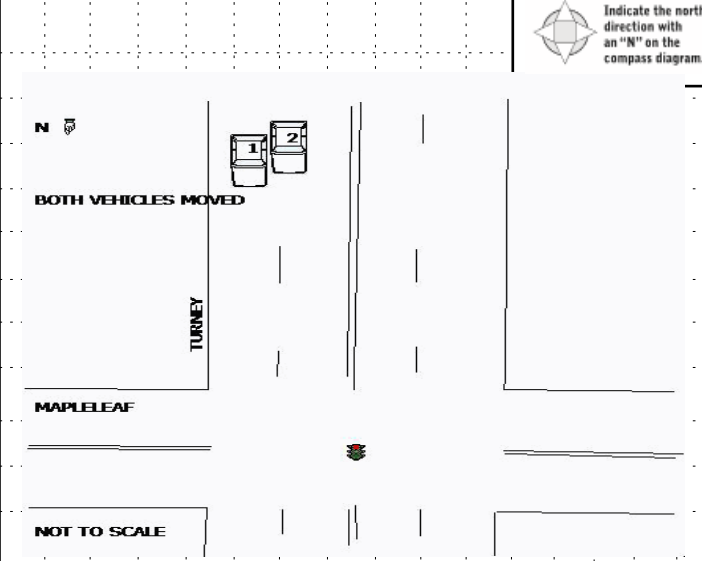 Indicate the north
direction with
an "N" on the
compass diagram.
N
1
2
BOTH VEHICLES MOVED
TURNEY
MAPLELEAF
NOT TO SCALE